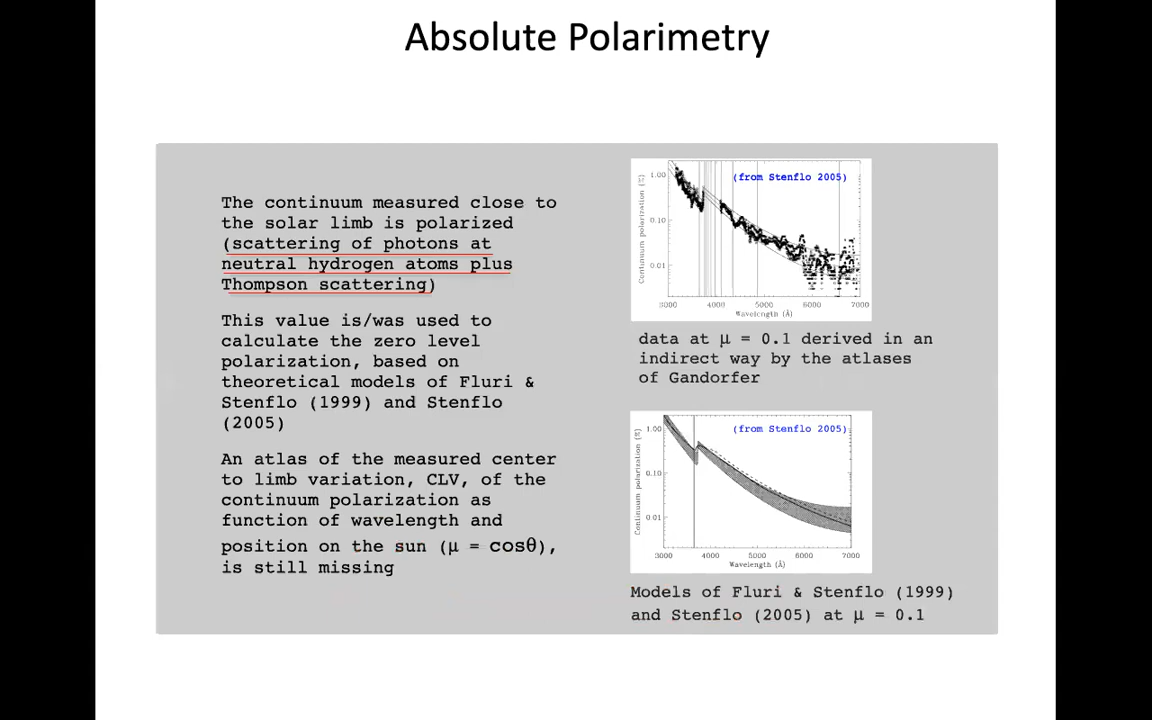 Absolute Polarimetry
The continuum measured close to
the solar limb is polarized
(scattering of photons at
neutral hydrogen atoms plus
Thompson scattering)
This value is/was used to
calculate the zero level
polarization, based on
theoretical models of Fluri &
Stenflo (1999) and Stenflo
(2005)
An atlas of the measured center
to limb variation, CLV, of the
continuum polarization as
function of wavelength and
position on the sun (μ = cosθ),
is still missing
(from Stenflo 2005)
Continuum polarization (%)
1.00
0.10
0.01
3000 4000 5000 6000 7000
Wavelength (Å)
data at μ = 0.1 derived in an
indirect way by the atlases
of Gandorfer
(from Stenflo 2005)
Continuum polarization (%)
1.00
0.10
0.01
3000 4000 5000 6000 7000
Wavelength (Å)
Models of Fluri & Stenflo (1999)
and Stenflo (2005) at μ = 0.1